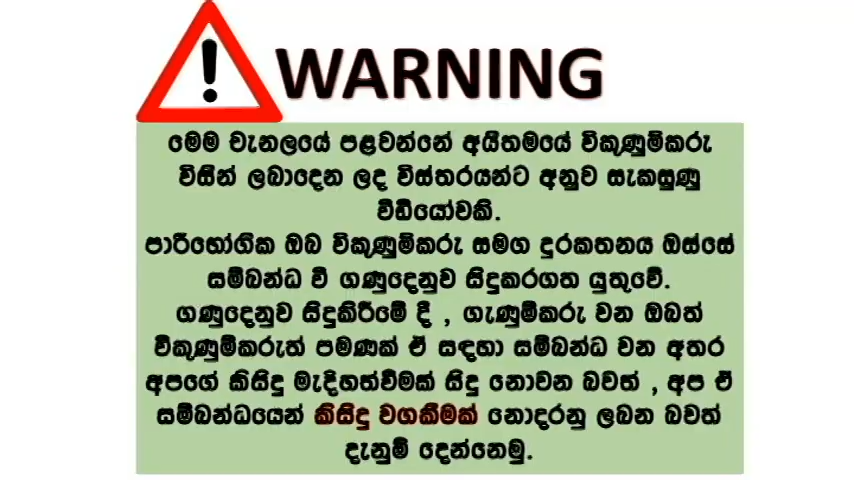 WARNING
මෙම චැනලයේ පළවන්නේ අයිතමයේ විකුණුම්කරු
විසින් ලබාදෙන ලද විස්තරයන්ට අනුව සැකසුණු
වීඩියෝවකි.
පාරිභෝගික ඔබ විකුණුම්කරු සමග දුරකතනය ඔස්සේ
සම්බන්ධ වී ගණුදෙනුව සිදුකරගත යුතුවේ.
ගණුදෙනුව සිදුකිරීමේ දී , ගැණුම්කරු වන ඔබත්
විකුණුම්කරුත් පමණක් ඒ සඳහා සම්බන්ධ වන අතර
අපගේ කිසිදු මැදිහත්වීමක් සිදු නොවන බවත් , අප ඒ
සම්බන්ධයෙන් කිසිදු වගකීමක් නොදරනු ලබන බවත්
දැනුම් දෙන්නෙමු.